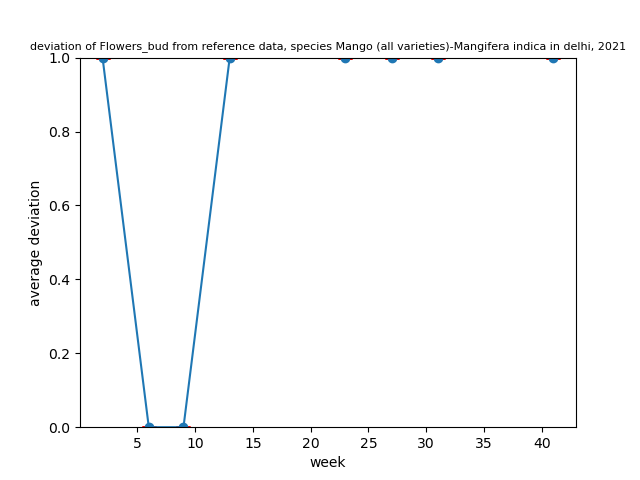 deviation of Flowers_bud from reference data, species Mango (all varieties)-Mangifera indica in delhi, 2021
1.0
0.8
0.6
0.4
0.2
0.0
average deviation
5 10 15 20 25 30 35 40
week